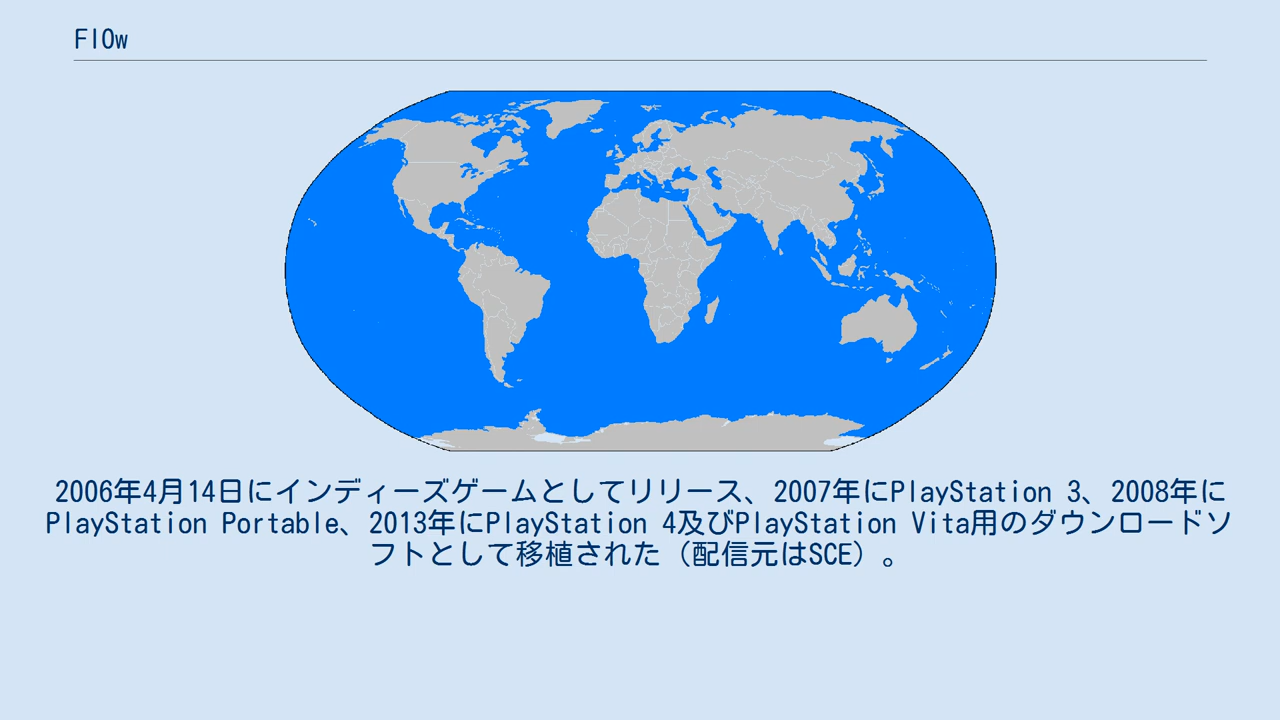 FlOw
2006年4月14日にインディーズゲームとしてリリース、2007年にPlayStation 3、2008年に
PlayStation Portable、2013年にPlayStation 4及びPlayStation Vita用のダウンロードソ
フトとして移植された（配信元はSCE）。